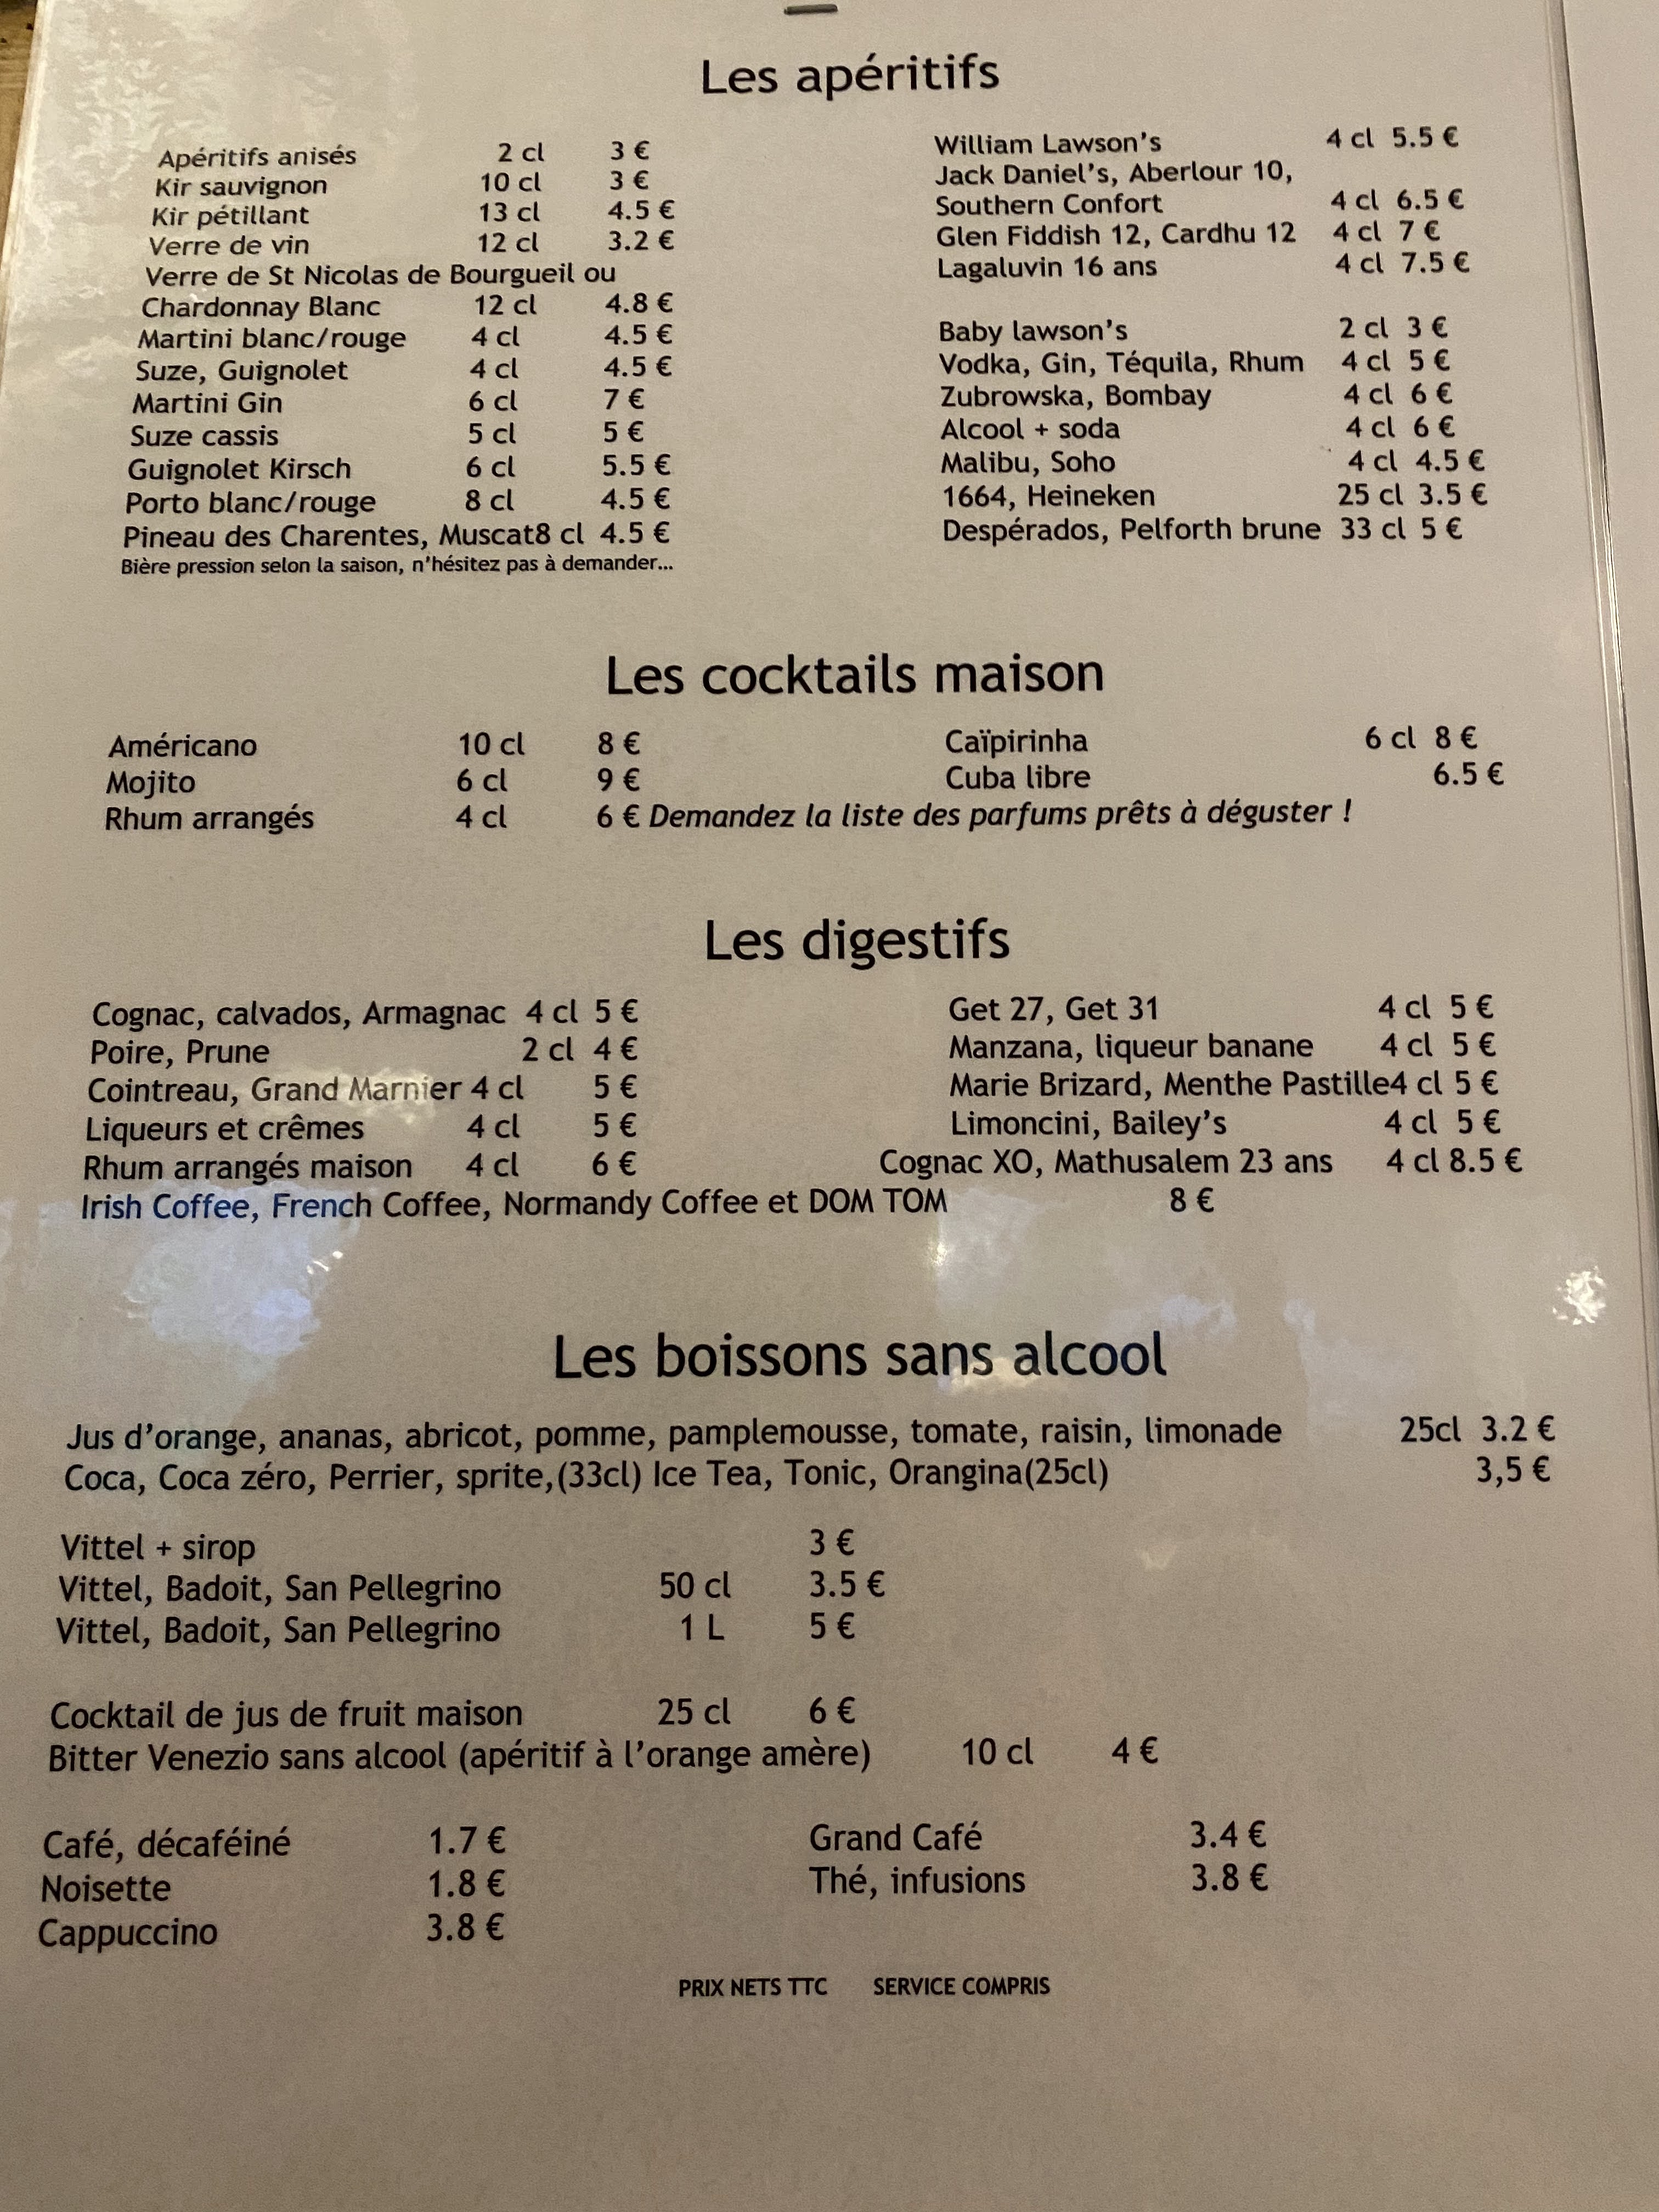 Les apéritifs
Apéritifs anisés 2 cl 3 €
Kir sauvignon 10 cl 3 €
Kir pétillant 13 cl 4.5 €
Verre de vin 12 cl 3.2 €
Verre de St Nicolas de Bourgueil ou
Chardonnay Blanc 12 cl 4.8 €
Martini blanc/rouge 4 cl 4.5 €
Suze, Guignolet 4 cl 4.5 €
Martini Gin 6 cl 7 €
Suze cassis 5 cl 5 €
Guignolet Kirsch 6 cl 5.5 €
Porto blanc/rouge 8 cl 4.5 €
Pineau des Charentes, Muscat8 cl 4.5 €
Bière pression selon la saison, n'hésitez pas à demander...
William Lawson's 4 cl 5.5 €
Jack Daniel's, Aberlour 10,
Southern Confort 4 cl 6.5 €
Glen Fiddish 12, Cardhu 12 4 cl 7 €
Lagaluvin 16 ans 4 cl 7.5 €
Baby lawson's 2 cl 3 €
Vodka, Gin, Téquila, Rhum 4 cl 5 €
Zubrowska, Bombay 4 cl 6 €
Alcool + soda 4 cl 6 €
Malibu, Soho 4 cl 4.5 €
1664, Heineken 25 cl 3.5 €
Despérados, Pelforth brune 33 cl 5 €
Les cocktails maison
Américano 10 cl 8 €
Mojito 6 cl 9 €
Caïpirinha 6 cl 8 €
Cuba libre 6.5 €
Rhum arrangés 4 cl 6 € Demandez la liste des parfums prêts à déguster !
Les digestifs
Cognac, calvados, Armagnac 4 cl 5 €
Poire, Prune 2 cl 4 €
Cointreau, Grand Marnier 4 cl 5 €
Liqueurs et crêmes 4 cl 5 €
Rhum arrangés maison 4 cl 6 €
Get 27, Get 31 4 cl 5 €
Manzana, liqueur banane 4 cl 5 €
Marie Brizard, Menthe Pastille4 cl 5 €
Limoncini, Bailey's 4 cl 5 €
Cognac XO, Mathusalem 23 ans 4 cl 8.5 €
Irish Coffee, French Coffee, Normandy Coffee et DOM TOM 8 €
Les boissons sans alcool
Jus d'orange, ananas, abricot, pomme, pamplemousse, tomate, raisin, limonade 25cl 3.2 €
Coca, Coca zéro, Perrier, sprite,(33cl) Ice Tea, Tonic, Orangina(25cl) 3,5 €
Vittel + sirop 3 €
Vittel, Badoit, San Pellegrino 50 cl 3.5 €
Vittel, Badoit, San Pellegrino 1 L 5 €
Cocktail de jus de fruit maison 25 cl 6 €
Bitter Venezio sans alcool (apéritif à l'orange amère) 10 cl 4 €
Café, décaféiné 1.7 €
Noisette 1.8 €
Cappuccino 3.8 €
Grand Café 3.4 €
Thé, infusions 3.8 €
PRIX NETS TTC SERVICE COMPRIS